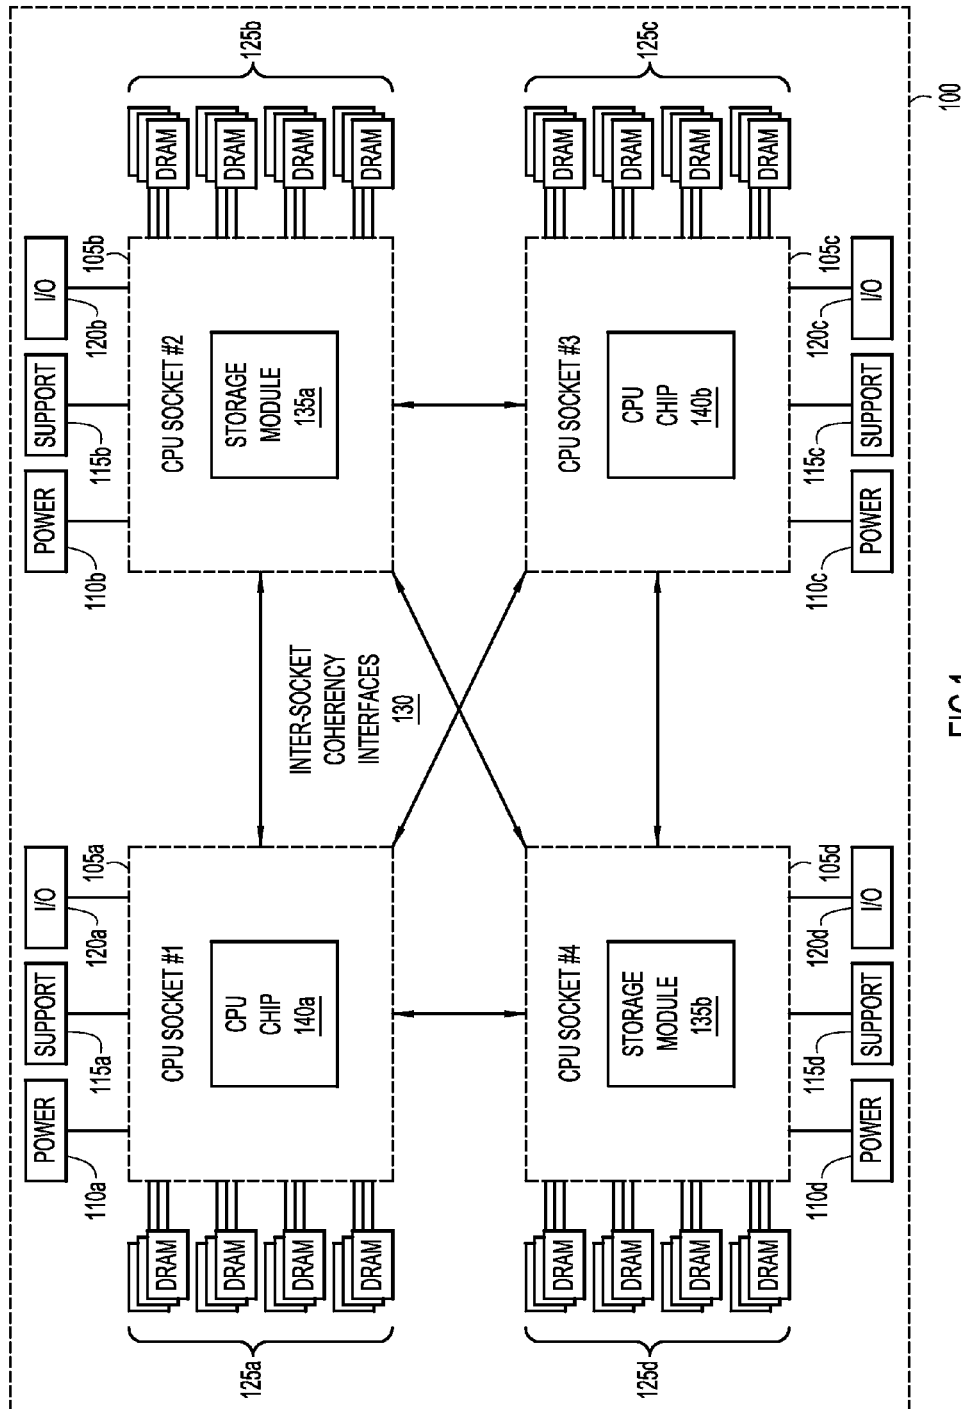 POWER
SUPPORT
I/O
POWER
SUPPORT
I/O
110a
115a
120a
105a
110b
115b
120b
105b
125a
DRAM
DRAM
DRAM
DRAM
CPU SOCKET #1
CPU
CHIP
140a
CPU SOCKET #2
STORAGE
MODULE
135a
DRAM
DRAM
DRAM
DRAM
125b
INTER-SOCKET
COHERENCY
INTERFACES
130
125d
DRAM
DRAM
DRAM
DRAM
CPU SOCKET #4
STORAGE
MODULE
135b
CPU SOCKET #3
CPU
CHIP
140b
DRAM
DRAM
DRAM
DRAM
125c
110d
115d
120d
105d
110c
115c
120c
105c
POWER
SUPPORT
I/O
POWER
SUPPORT
I/O
100
FIG.1